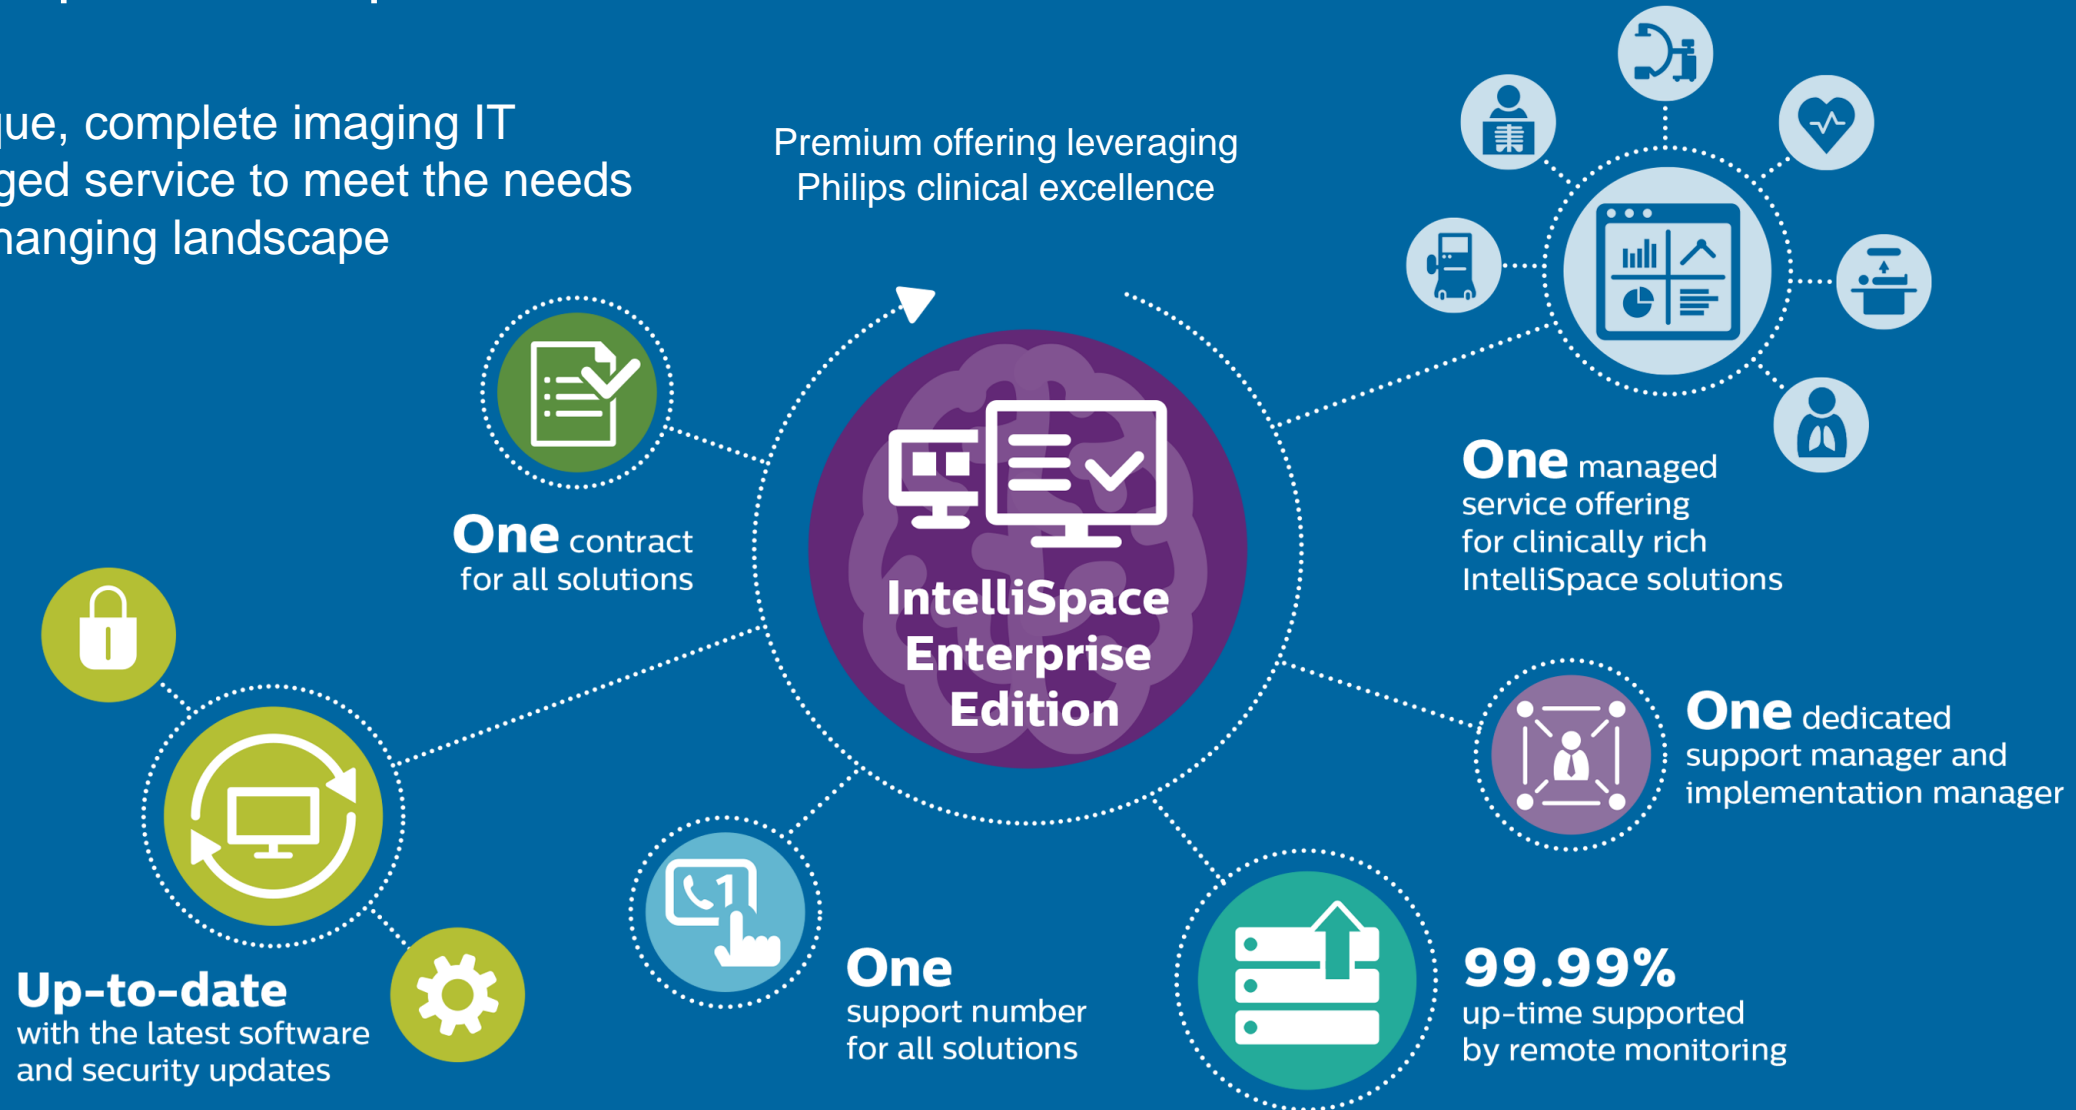 complete imaging IT
service to meet the needs
landscape
Premium offering leveraging
Philips clinical excellence
One contract
for all solutions
IntelliSpace
Enterprise
Edition
One managed
service offering
for clinically rich
IntelliSpace solutions
One dedicated
support manager and
implementation manager
Up-to-date
with the latest software
and security updates
1
One
support number
for all solutions
99.99%
up-time supported
by remote monitoring